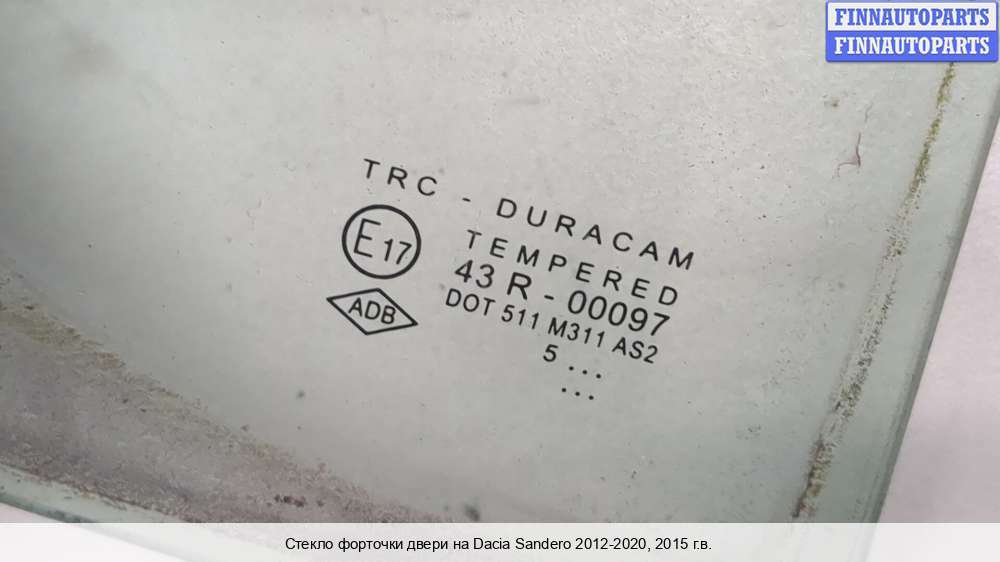 FINNAUTOPARTS
FINNAUTOPARTS
TRC - DURACAM
E17
TEMPERED
43 R - 00097
ADB
DOT 511 M311 AS2
5 ...
...
Стекло форточки двери на Dacia Sandero 2012-2020, 2015 г.в.